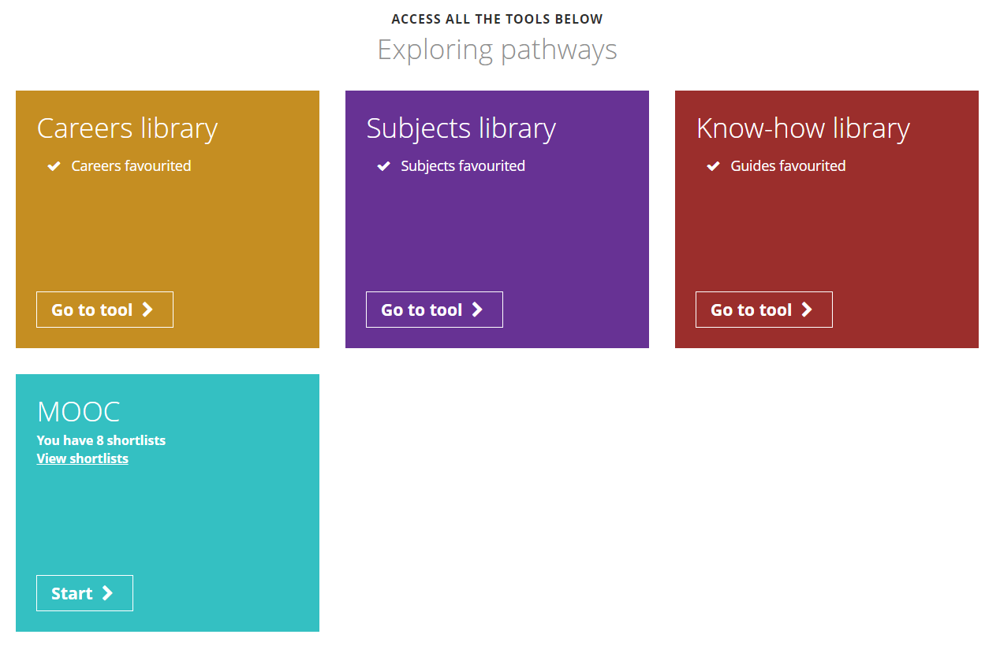 ACCESS ALL THE TOOLS BELOW
Exploring pathways
Careers library
Careers favourited
Go to tool
Subjects library
Subjects favourited
Go to tool
Know-how library
Guides favourited
Go to tool
MOOC
You have 8 shortlists
View shortlists
Start